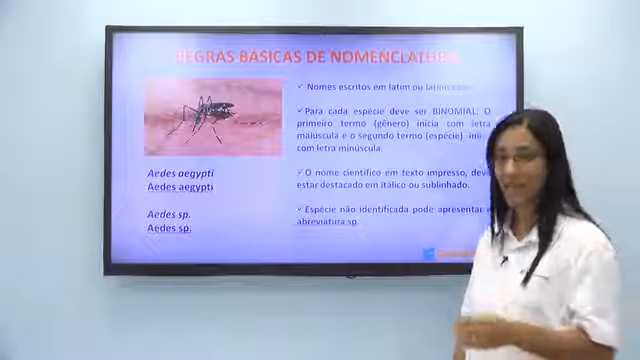 REGRAS BÁSICAS DE NOMENCLATURA
Nomes escritos em latim ou latinizados.
Para cada espécie deve ser BINOMIAL: O
primeiro termo (gênero) inicia com letra
maiúscula e o segundo termo (espécie)
com letra minúscula.
O nome científico em texto impresso, deve
estar destacado em itálico ou sublinhado.
Espécie não identificada pode apresentar
abreviatura sp.
Aedes aegypti
Aedes aegypti
Aedes sp.
Aedes sp.